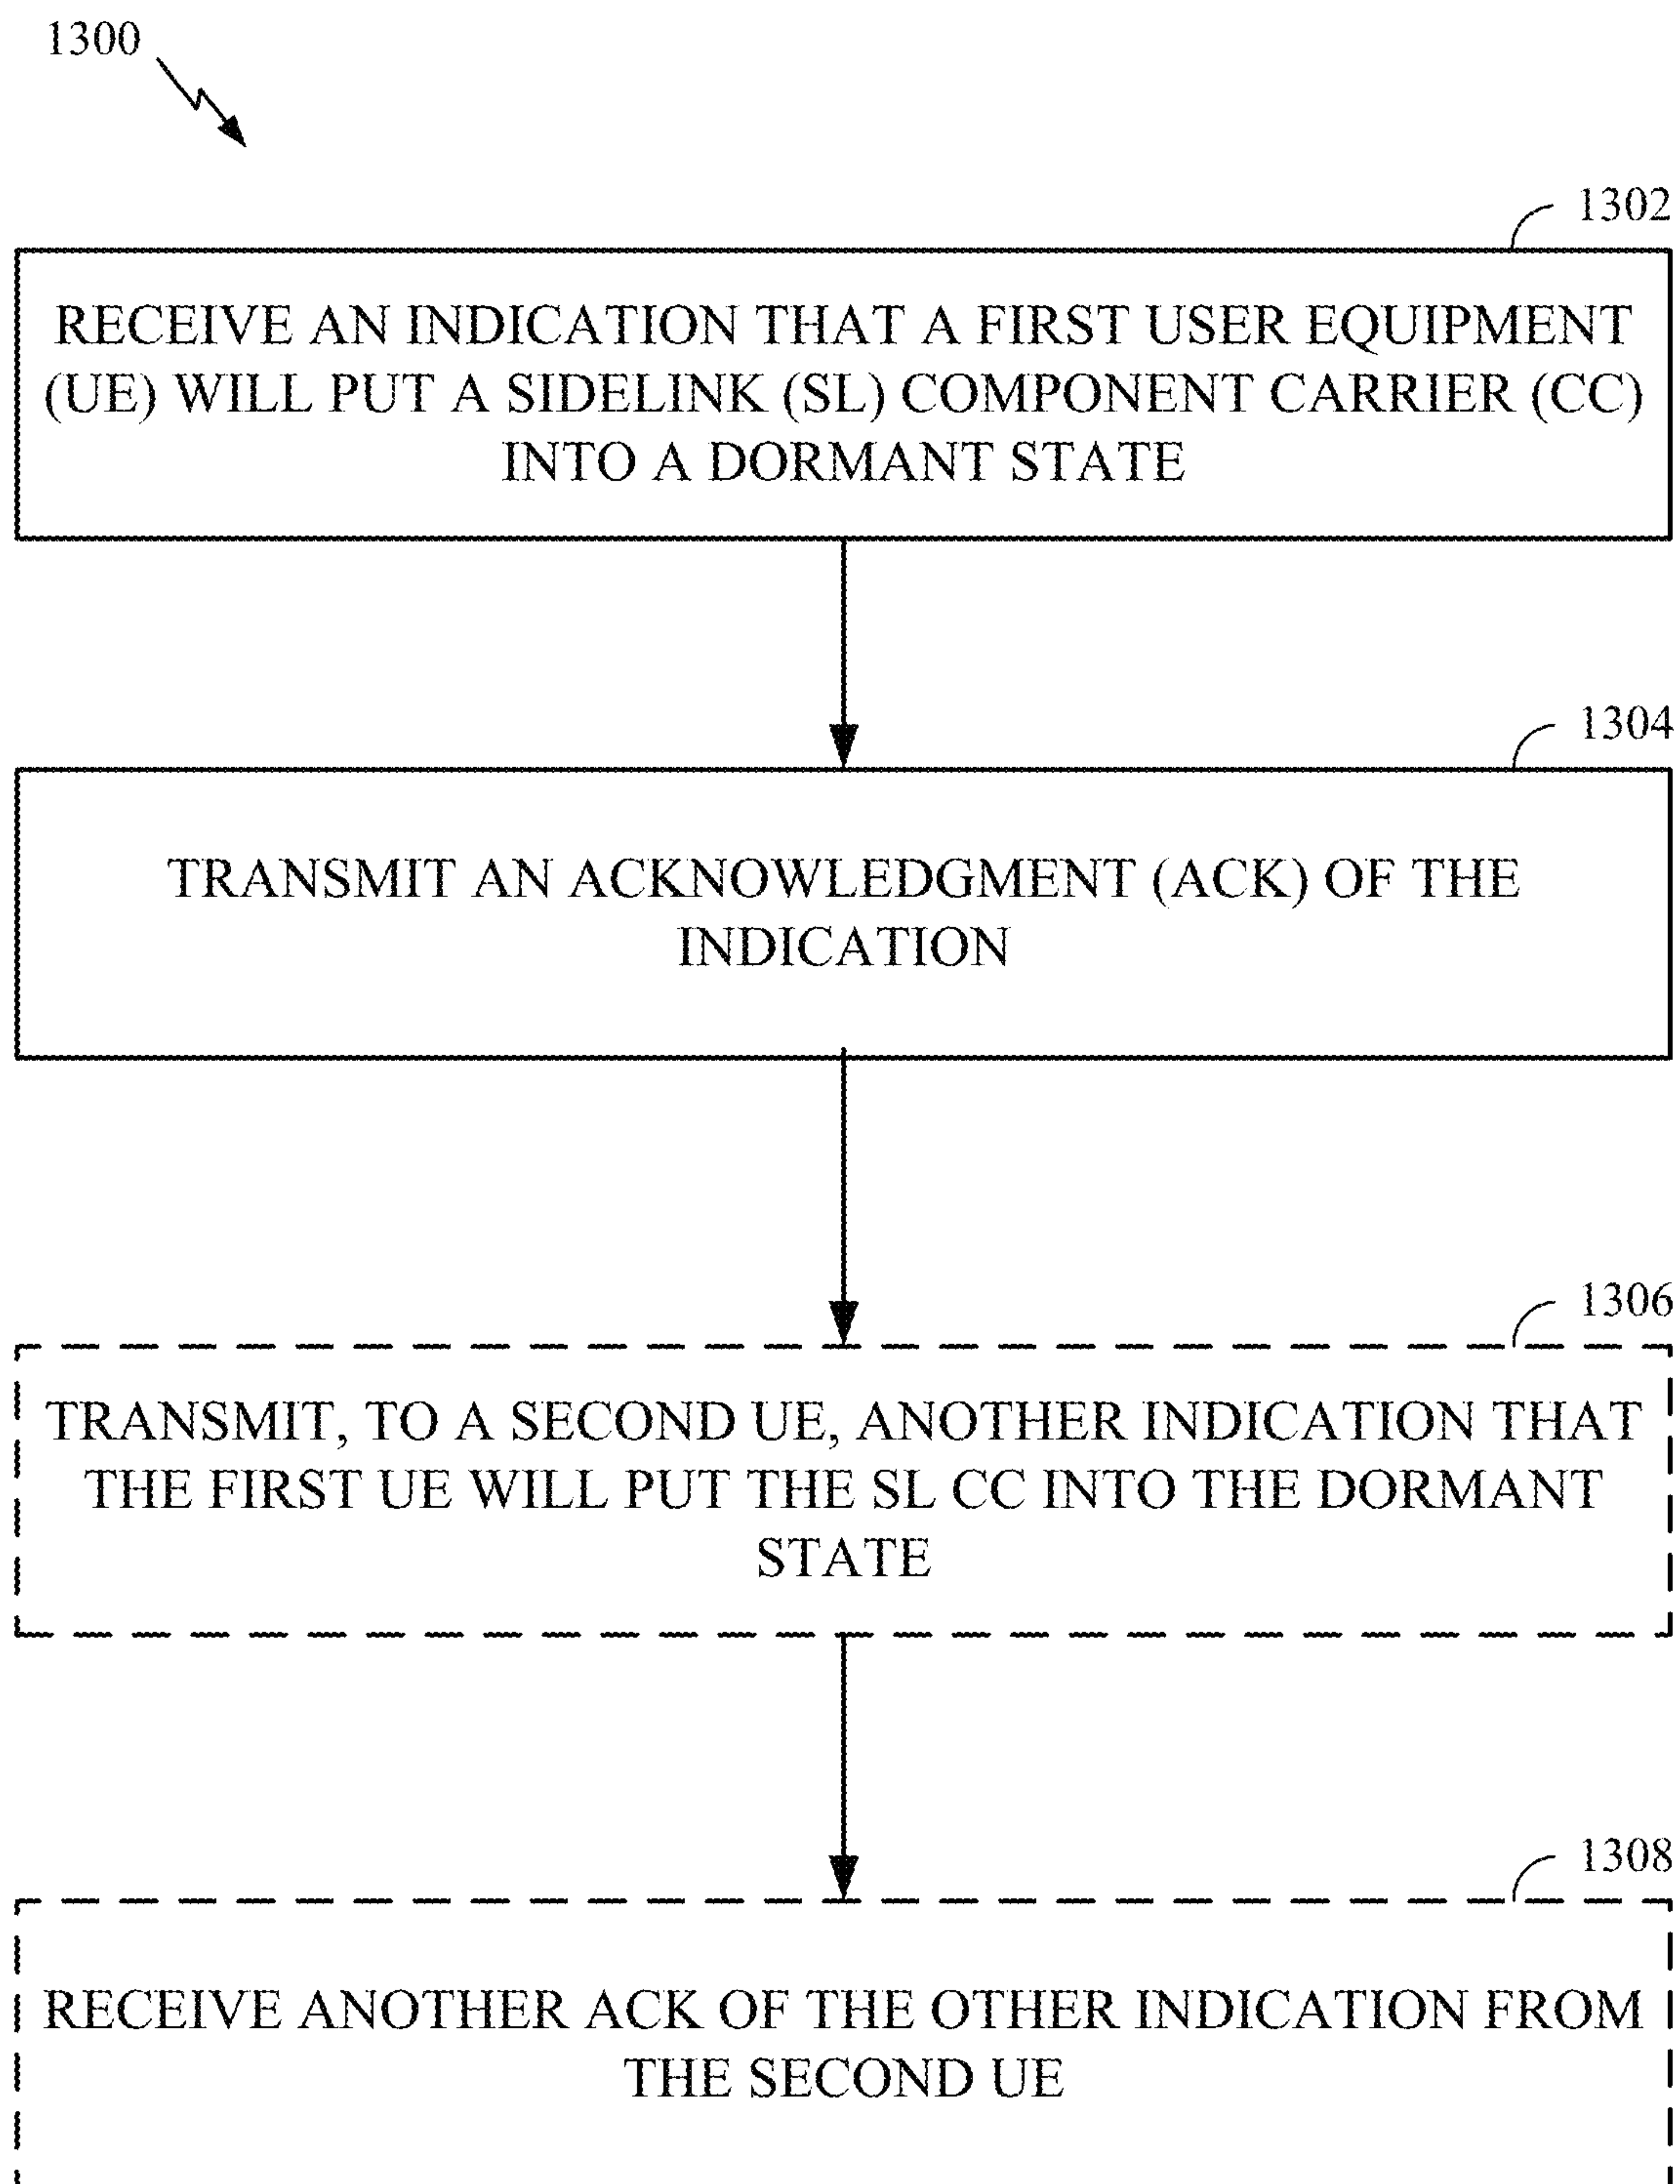 1300
1302
RECEIVE AN INDICATION THAT A FIRST USER EQUIPMENT
(UE) WILL PUT A SIDELINK (SL) COMPONENT CARRIER (CC)
INTO A DORMANT STATE
1304
TRANSMIT AN ACKNOWLEDGMENT (ACK) OF THE
INDICATION
1306
TRANSMIT, TO A SECOND UE, ANOTHER INDICATION THAT
THE FIRST UE WILL PUT THE SL CC INTO THE DORMANT
STATE
1308
RECEIVE ANOTHER ACK OF THE OTHER INDICATION FROM
THE SECOND UE